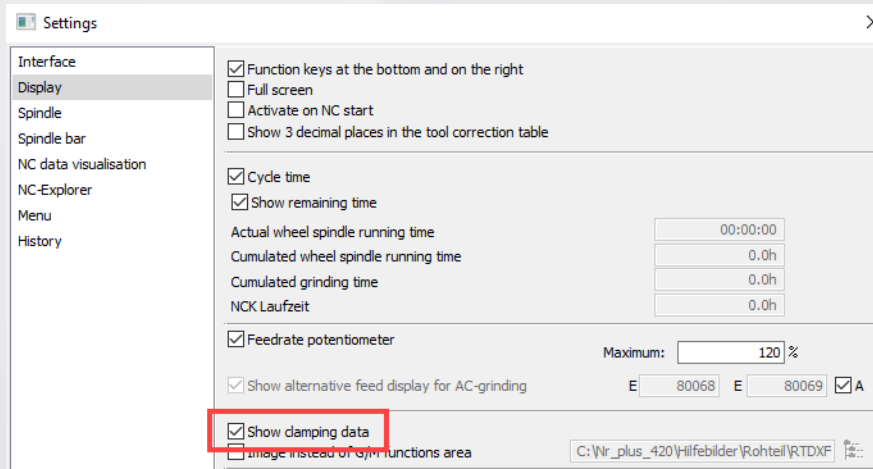 Settings
Interface
Display
Spindle
Spindle bar
NC data visualisation
NC-Explorer
Menu
History
Function keys at the bottom and on the right
Full screen
Activate on NC start
Show 3 decimal places in the tool correction table
Cycle time
Show remaining time
Actual wheel spindle running time 00:00:00
Cumulated wheel spindle running time 0.0h
Cumulated grinding time 0.0h
NCK Laufzeit 0.0h
Feedrate potentiometer
Maximum: 120 %
Show alternative feed display for AC-grinding E 80068 E 80069 A
Show clamping data
Image instead of G/M functions area C:\Nr_plus_420\Hilfebilder\Rohteil\RTDXF